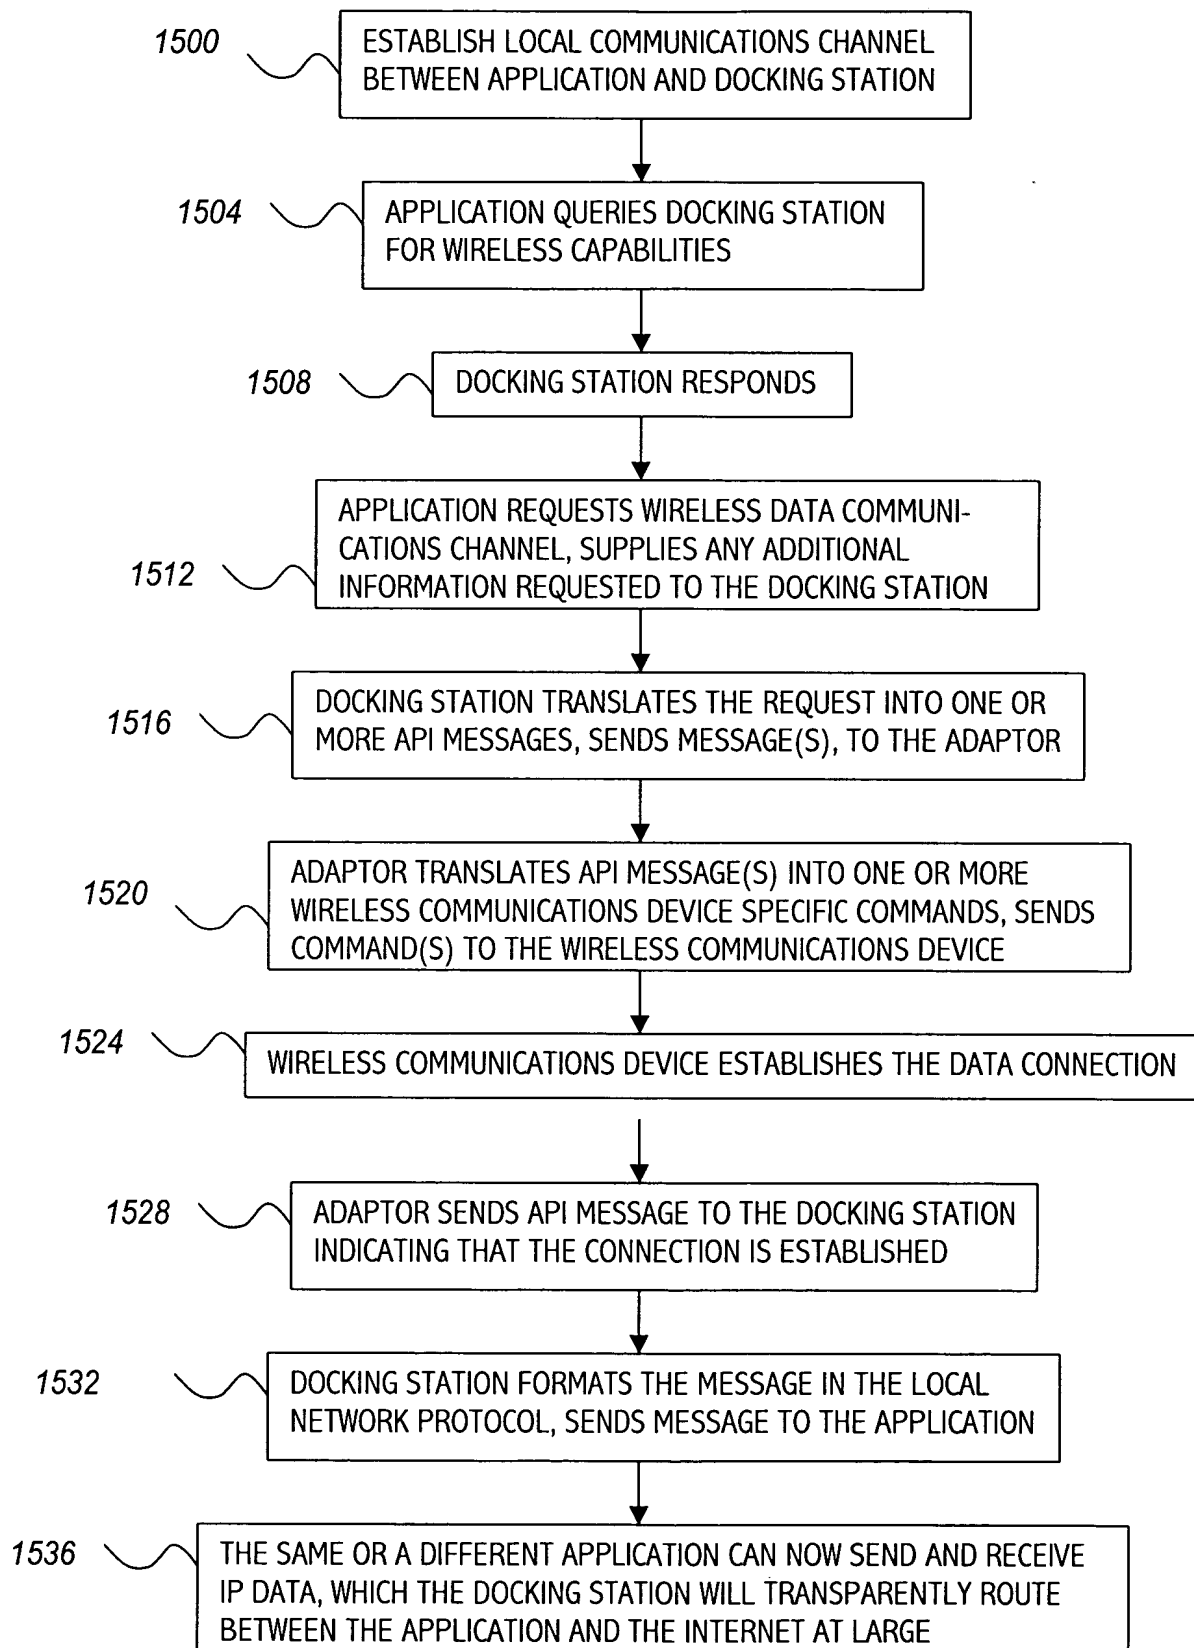 1500
ESTABLISH LOCAL COMMUNICATIONS CHANNEL
BETWEEN APPLICATION AND DOCKING STATION
1504
APPLICATION QUERIES DOCKING STATION
FOR WIRELESS CAPABILITIES
1508
DOCKING STATION RESPONDS
APPLICATION REQUESTS WIRELESS DATA COMMUNI-
CATIONS CHANNEL, SUPPLIES ANY ADDITIONAL
1512
INFORMATION REQUESTED TO THE DOCKING STATION
1516
DOCKING STATION TRANSLATES THE REQUEST INTO ONE OR
MORE API MESSAGES, SENDS MESSAGE(S), TO THE ADAPTOR
1520
ADAPTOR TRANSLATES API MESSAGE(S) INTO ONE OR MORE
WIRELESS COMMUNICATIONS DEVICE SPECIFIC COMMANDS, SENDS
COMMAND(S) TO THE WIRELESS COMMUNICATIONS DEVICE
1524
WIRELESS COMMUNICATIONS DEVICE ESTABLISHES THE DATA CONNECTION
1528
ADAPTOR SENDS API MESSAGE TO THE DOCKING STATION
INDICATING THAT THE CONNECTION IS ESTABLISHED
1532
DOCKING STATION FORMATS THE MESSAGE IN THE LOCAL
NETWORK PROTOCOL, SENDS MESSAGE TO THE APPLICATION
1536
THE SAME OR A DIFFERENT APPLICATION CAN NOW SEND AND RECEIVE
IP DATA, WHICH THE DOCKING STATION WILL TRANSPARENTLY ROUTE
BETWEEN THE APPLICATION AND THE INTERNET AT LARGE